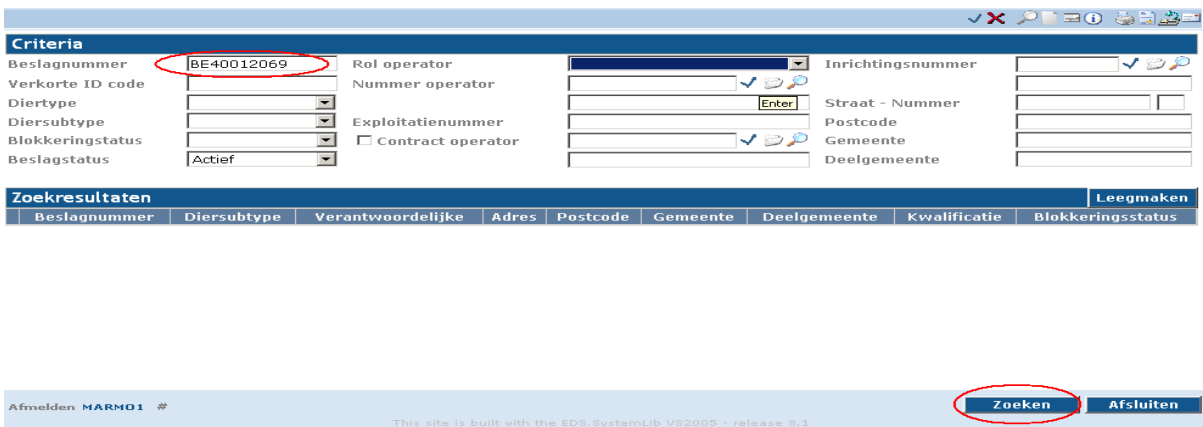 Criteria
Beslagnummer BE40012069 Rol operator Inrichtingsnummer
Verkorte ID code Nummer operator
Diertype Enter Straat - Nummer
Diersubtype Exploitatienummer Postcode
Blokkeringstatus Contract operator Gemeente
Beslagstatus Actief Deelgemeente
Zoekresultaten Leegmaken
Beslagnummer Diersubtype Verantwoordelijke Adres Postcode Gemeente Deelgemeente Kwalificatie Blokkeringsstatus
Afmelden MARMO1 # Zoeken Afsluiten
This site is built with the EDS.SystemLib VS2005 - release 8.1